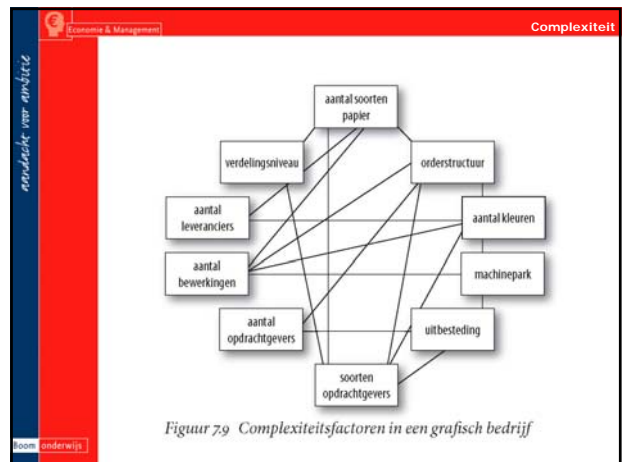 Economie & Management
Complexiteit
aandacht voor ambitie
aantal soorten
papier
verdelingsniveau
orderstructuur
aantal
leveranciers
aantal kleuren
aantal
bewerkingen
machinepark
aantal
opdrachtgevers
uitbesteding
soorten
opdrachtgevers
Figuur 7.9 Complexiteitsfactoren in een grafisch bedrijf
Boom onderwijs